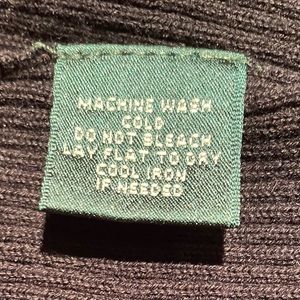 MACHINE WASH
COLD
DO NOT BLEACH
LAY FLAT TO DRY
COOL IRON
IF NEEDED